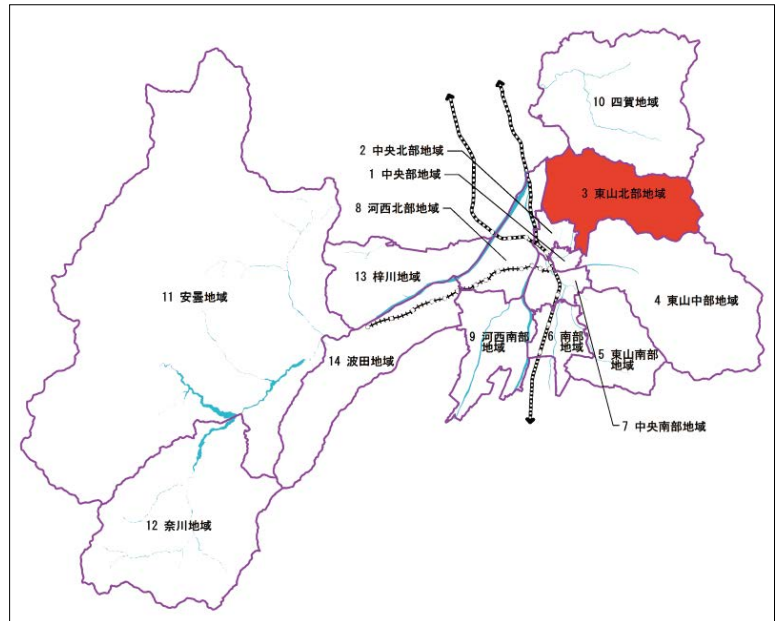 10 四賀地域
2 中央北部地域
1 中央部地域
3 東山北部地域
8 河西北部地域
13 梓川地域
11 安曇地域
4 東山中部地域
9 河西南部
地域
6 南部
地域
5 東山南部
地域
14 波田地域
7 中央南部地域
12 奈川地域